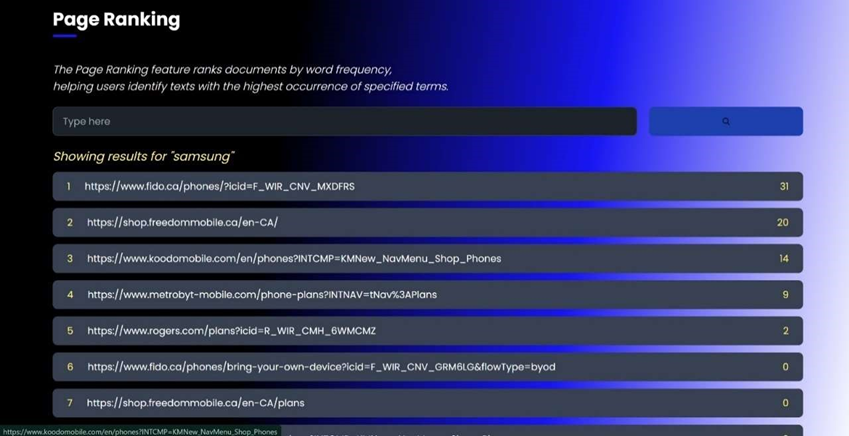 Page Ranking
The Page Ranking feature ranks documents by word frequency,
helping users identify texts with the highest occurrence of specified terms.
Type here
Showing results for "samsung"
1 https://www.fido.ca/phones/?icid=F_WIR_CNV_MXDFRS 31
2 https://shop.freedommobile.ca/en-CA/ 20
3 https://www.koodomobile.com/en/phones?INTCMP=KMNew_NavMenu_Shop_Phones 14
4 https://www.metrobyt-mobile.com/phone-plans?INTNAV=tNav%3APlans 9
5 https://www.rogers.com/plans?icid=R_WIR_CMH_6WMCMZ 2
6 https://www.fido.ca/phones/bring-your-own-device?icid=F_WIR_CNV_GRM6LG&flowType=byod 0
7 https://shop.freedommobile.ca/en-CA/plans 0
https://www.koodomobile.com/en/phones?INTCMP=KMNew_NavMenu_Shop_Phones